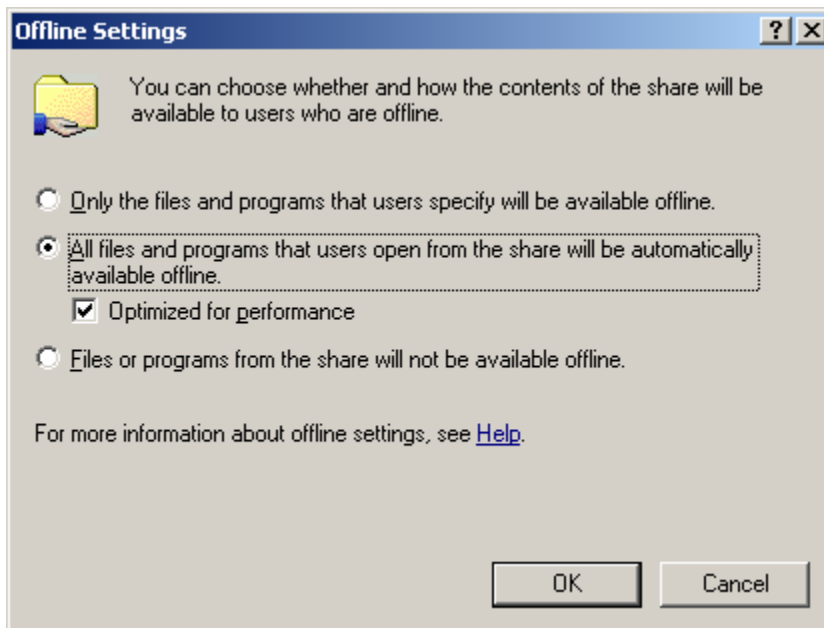 Offline Settings
You can choose whether and how the contents of the share will be
available to users who are offline.
Only the files and programs that users specify will be available offline.
All files and programs that users open from the share will be automatically
available offline.
Optimized for performance
Files or programs from the share will not be available offline.
For more information about offline settings, see Help.
OK Cancel